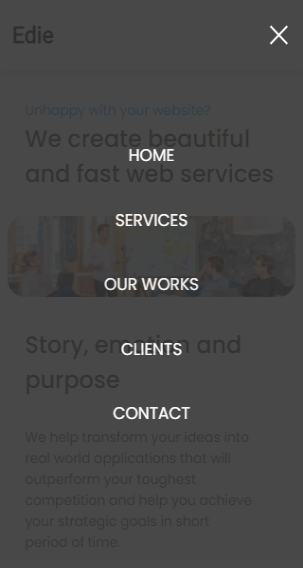 Edie
Unhappy with your website?
We create beautiful
HOME
and fast web services
SERVICES
OUR WORKS
Story, emotion and
CLIENTS
purpose
CONTACT
We help transform your ideas into
real world applications that will
outperform your toughest
competition and help you achieve
your strategic goals in short
period of time.